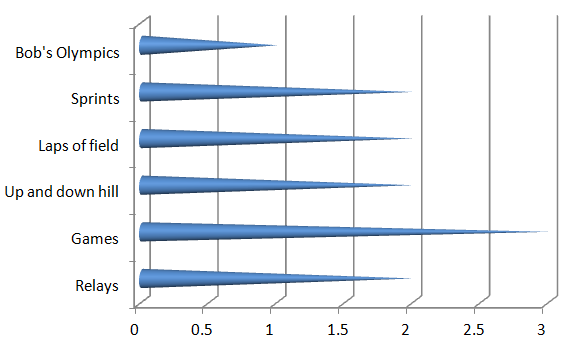 Bob's Olympics
Sprints
Laps of field
Up and down hill
Games
Relays
0 0.5 1 1.5 2 2.5 3